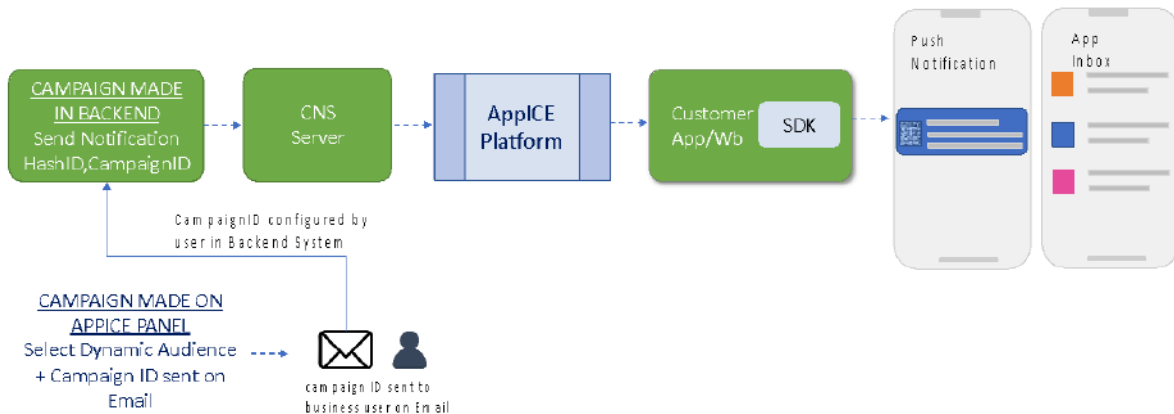 CAMPAIGN MADE
IN BACKEND
Send Notification
HashID,CampaignID
CNS
Server
AppICE
Platform
Customer
App/Wb
SDK
Push
Notification
App
Inbox
CampaignID configured by
user in Backend System
CAMPAIGN MADE ON
APPICE PANEL
Select Dynamic Audience
+ Campaign ID sent on
Email
campaign ID sent to
business user on Email